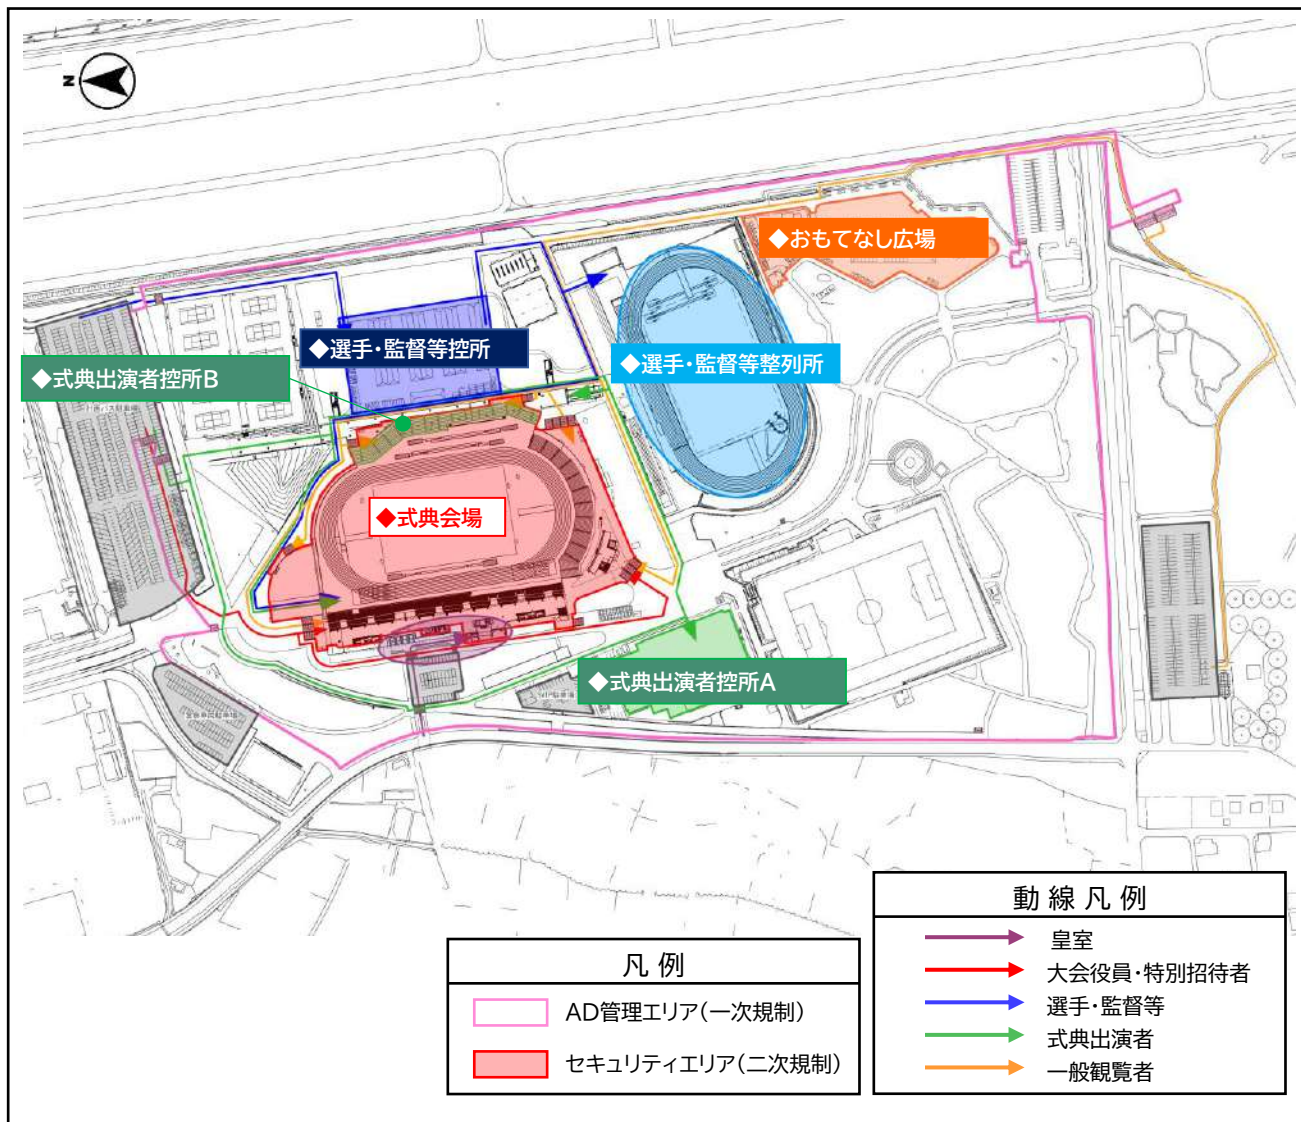 N
◆おもてなし広場
◆選手・監督等控所
◆選手・監督等整列所
◆式典出演者控所B
◆式典会場
◆式典出演者控所A
動線凡例
皇室
大会役員・特別招待者
選手・監督等
式典出演者
一般観覧者
凡例
AD管理エリア(一次規制)
セキュリティエリア(二次規制)